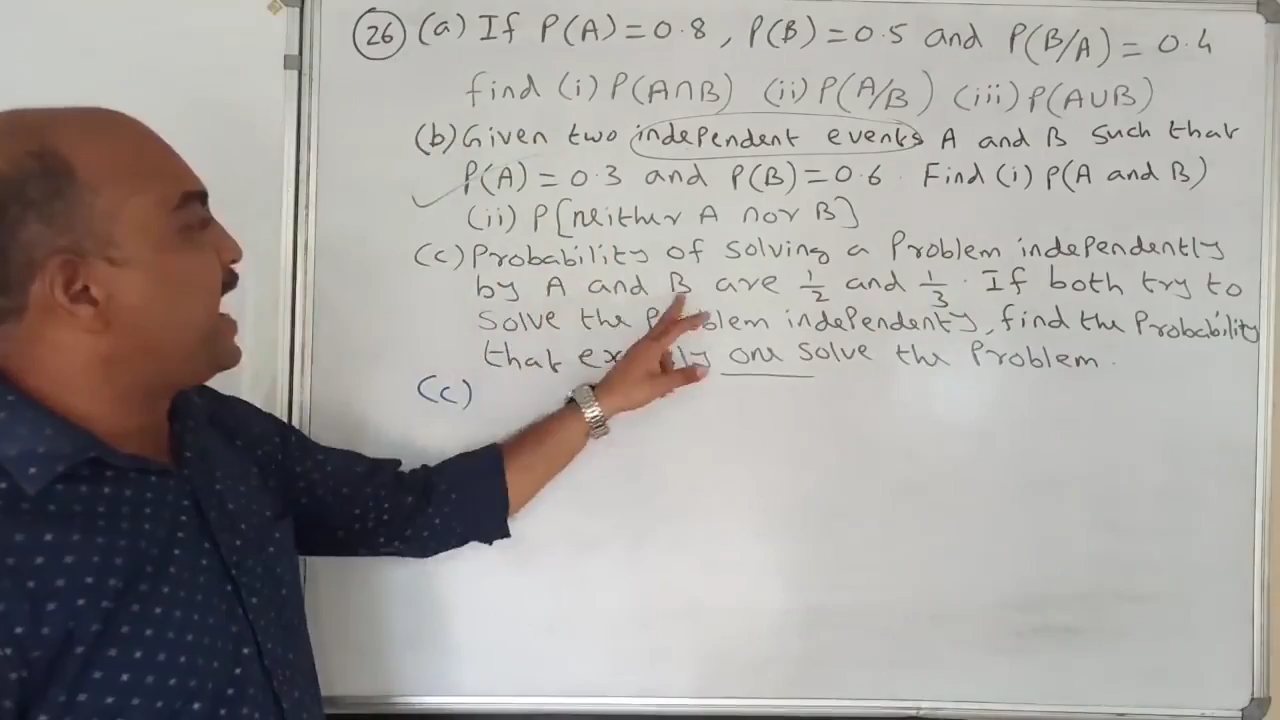 26 (a) If P(A) = 0.8, P(B) = 0.5 and P(B/A) = 0.4
find (i) P(A∩B) (ii) P(A/B) (iii) P(A∪B)
(b) Given two independent events A and B such that
P(A) = 0.3 and P(B) = 0.6. Find (i) P(A and B)
(ii) P[neither A nor B]
(c) Probability of solving a Problem independently
by A and B are 1/2 and 1/3. If both try to
solve the Problem independenty, find the Probability
that one solve the Problem.
(c)